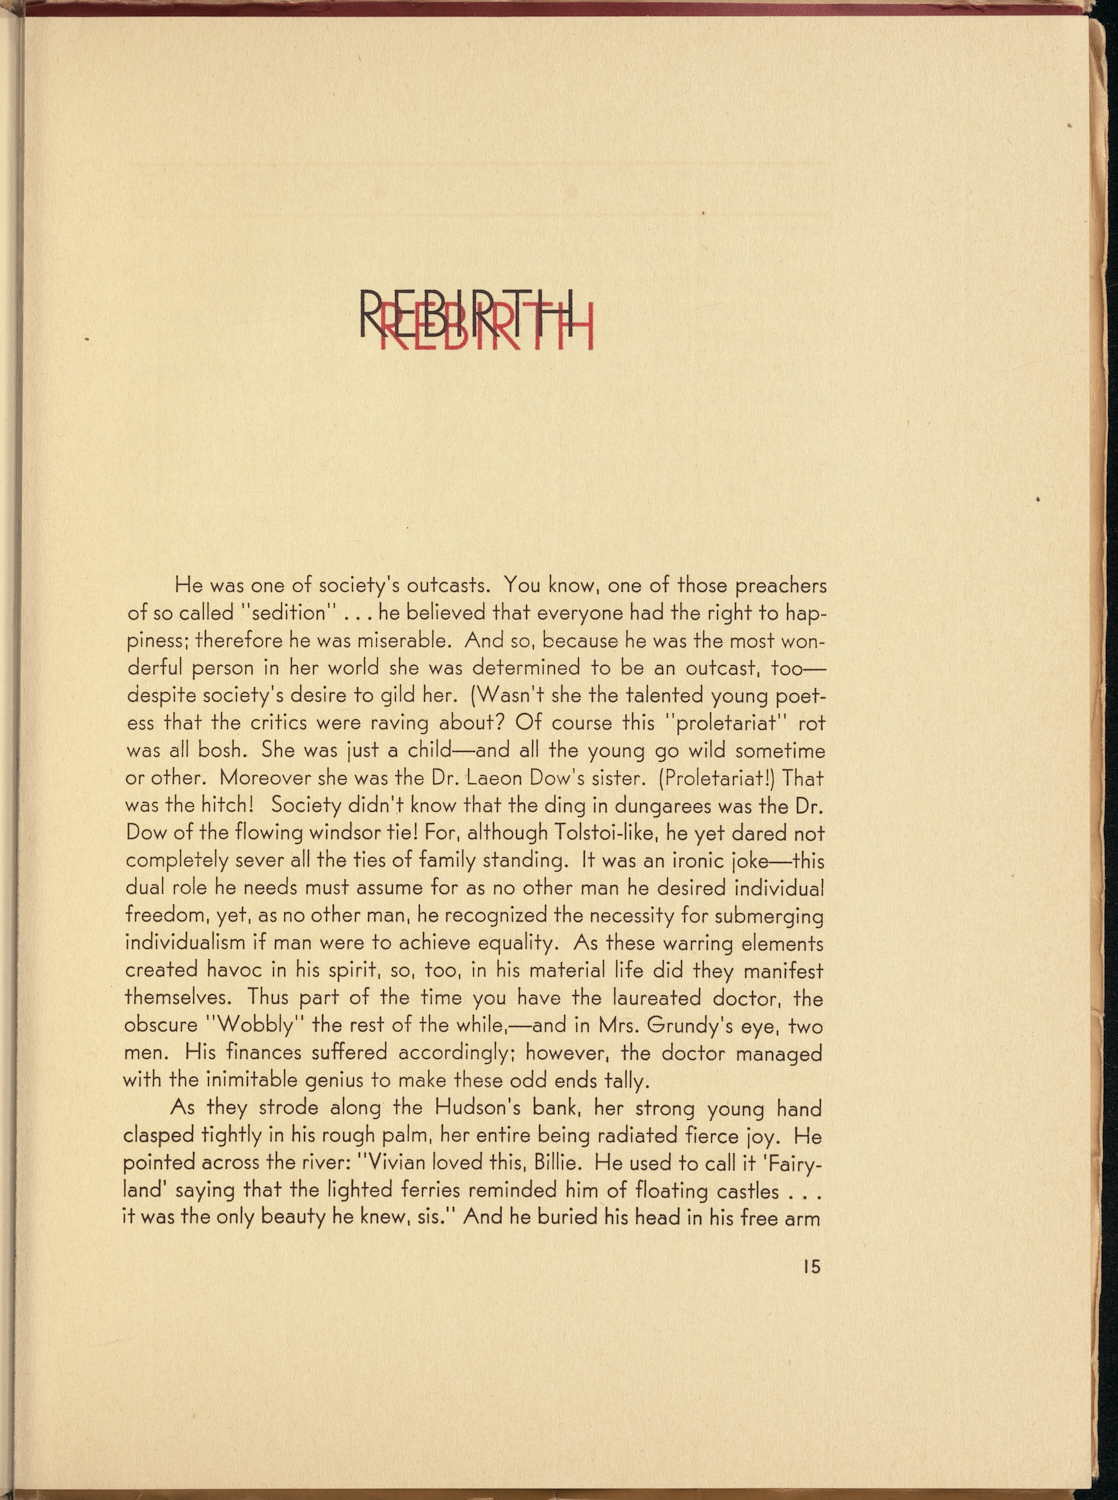 REBIRTH
He was one of society's outcasts. You know, one of those preachers
of so called "sedition" . . . he believed that everyone had the right to hap-
piness; therefore he was miserable. And so, because he was the most won-
derful person in her world she was determined to be an outcast, too—
despite society's desire to gild her. (Wasn't she the talented young poet-
ess that the critics were raving about? Of course this "proletariat" rot
was all bosh. She was just a child—and all the young go wild sometime
or other. Moreover she was the Dr. Laeon Dow's sister. (Proletariat!) That
was the hitch! Society didn't know that the ding in dungarees was the Dr.
Dow of the flowing windsor tie! For, although Tolstoi-like, he yet dared not
completely sever all the ties of family standing. It was an ironic joke—this
dual role he needs must assume for as no other man he desired individual
freedom, yet, as no other man, he recognized the necessity for submerging
individualism if man were to achieve equality. As these warring elements
created havoc in his spirit, so, too, in his material life did they manifest
themselves. Thus part of the time you have the laureated doctor, the
obscure "Wobbly" the rest of the while,—and in Mrs. Grundy's eye, two
men. His finances suffered accordingly; however, the doctor managed
with the inimitable genius to make these odd ends tally.
As they strode along the Hudson's bank, her strong young hand
clasped tightly in his rough palm, her entire being radiated fierce joy. He
pointed across the river: "Vivian loved this, Billie. He used to call it 'Fairy-
land' saying that the lighted ferries reminded him of floating castles . . .
it was the only beauty he knew, sis." And he buried his head in his free arm
15